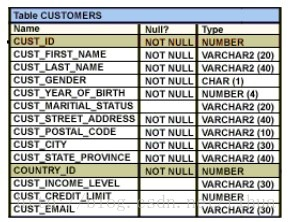 Table CUSTOMERS
Name Null? Type
CUST_ID NOT NULL NUMBER
CUST_FIRST_NAME NOT NULL VARCHAR2 (20)
CUST_LAST_NAME NOT NULL VARCHAR2 (40)
CUST_GENDER NOT NULL CHAR (1)
CUST_YEAR_OF_BIRTH NOT NULL NUMBER (4)
CUST_MARITIAL_STATUS VARCHAR2 (20)
CUST_STREET_ADDRESS NOT NULL VARCHAR2 (40)
CUST_POSTAL_CODE NOT NULL VARCHAR2 (10)
CUST_CITY NOT NULL VARCHAR2 (30)
CUST_STATE_PROVINCE NOT NULL VARCHAR2 (40)
COUNTRY_ID NOT NULL NUMBER
CUST_INCOME_LEVEL VARCHAR2 (30)
CUST_CREDIT_LIMIT NUMBER
CUST_EMAIL VARCHAR2 (30)